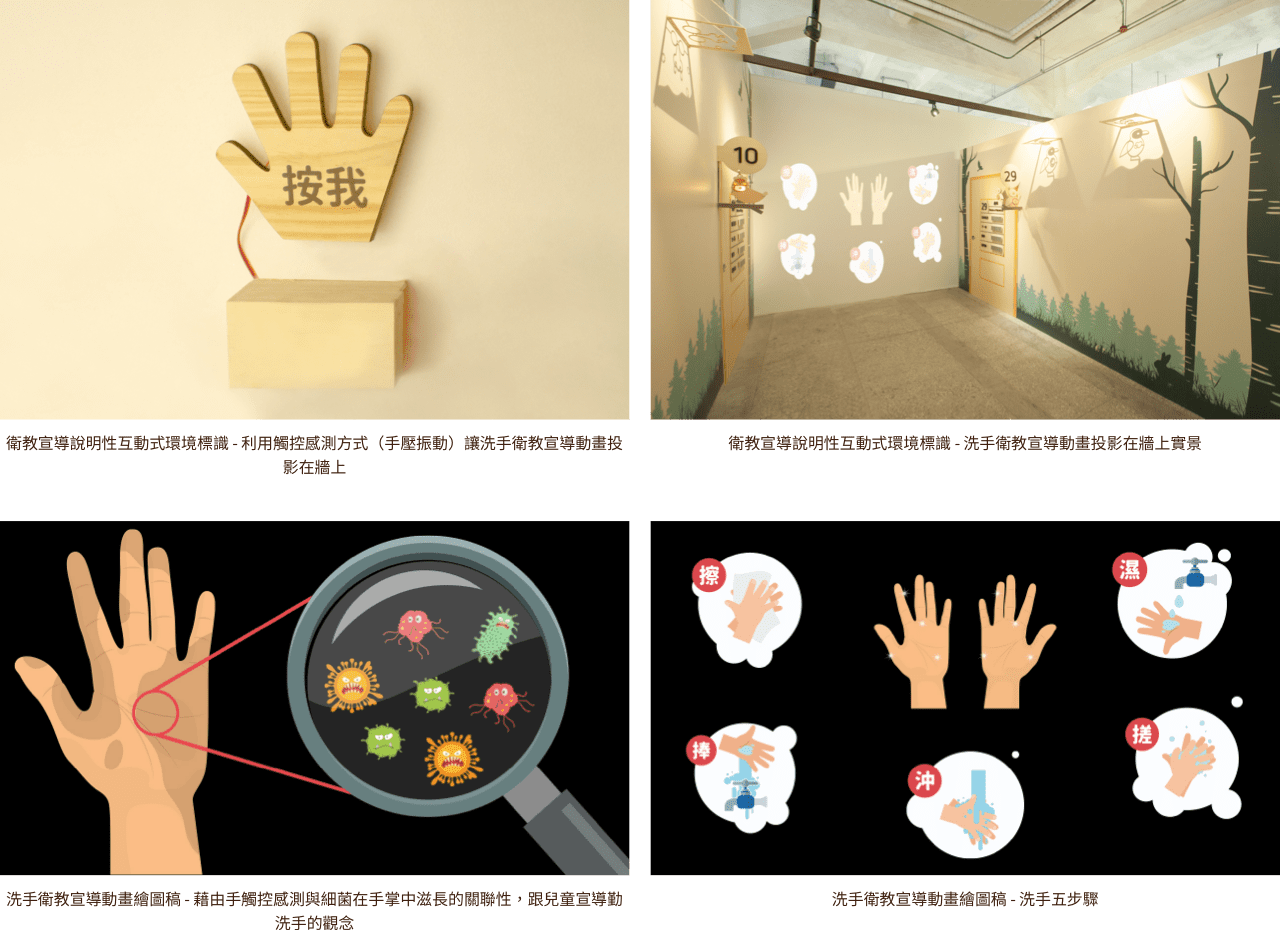 按我
10
29
衛教宣導說明性互動式環境標識 - 利用觸控感測方式（手壓振動）讓洗手衛教宣導動畫投
影在牆上
衛教宣導說明性互動式環境標識 - 洗手衛教宣導動畫投影在牆上實景
擦
濕
捧
沖
搓
洗手衛教宣導動畫繪圖稿 - 藉由手觸控感測與細菌在手掌中滋長的關聯性，跟兒童宣導勤
洗手的觀念
洗手衛教宣導動畫繪圖稿 - 洗手五步驟